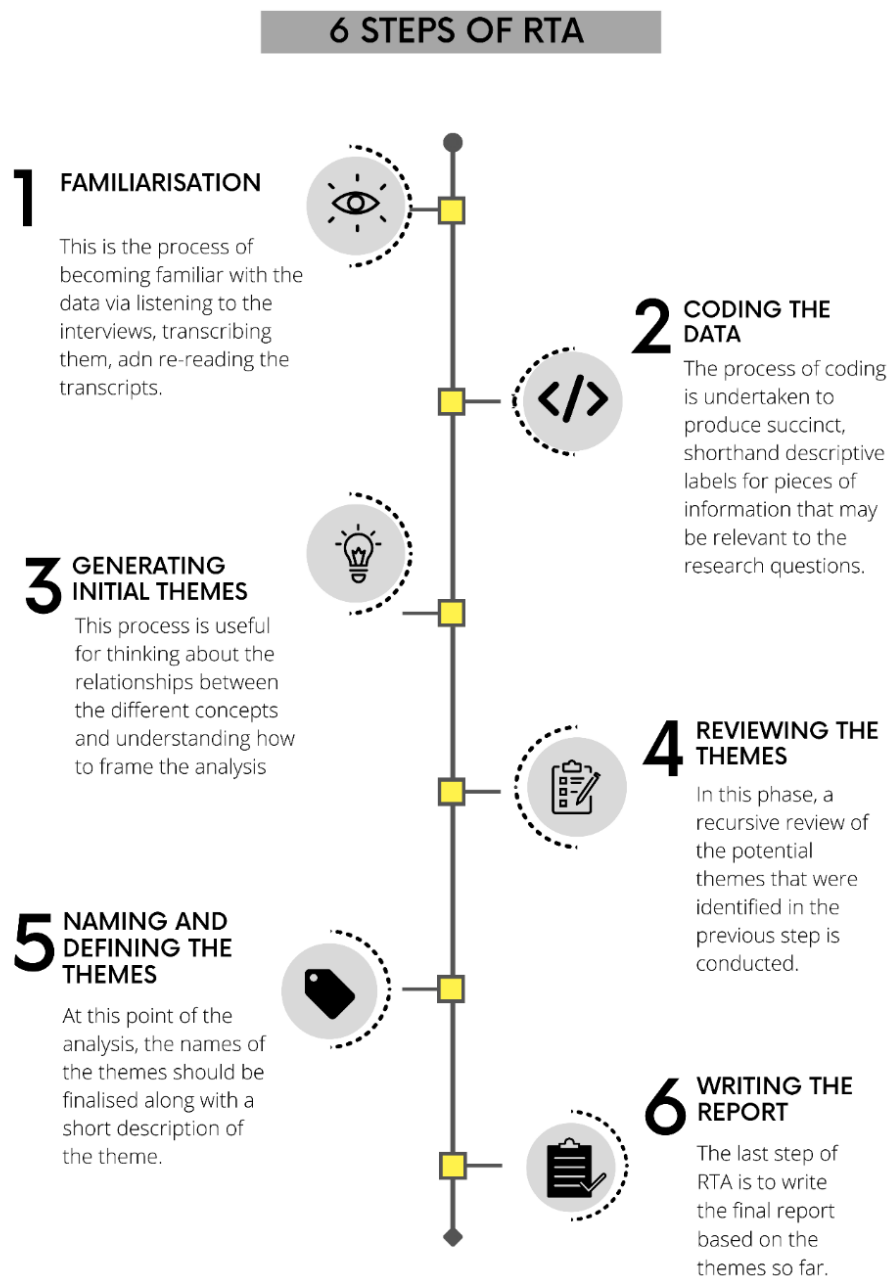 6 STEPS OF RTA
1
FAMILIARISATION
This is the process of
becoming familiar with the
data via listening to the
interviews, transcribing
them, adn re-reading the
transcripts.
2
CODING THE
DATA
The process of coding
is undertaken to
produce succinct,
shorthand descriptive
labels for pieces of
information that may
be relevant to the
research questions.
3
GENERATING
INITIAL THEMES
This process is useful
for thinking about the
relationships between
the different concepts
and understanding how
to frame the analysis
4
REVIEWING THE
THEMES
In this phase, a
recursive review of
the potential
themes that were
identified in the
previous step is
conducted.
5
NAMING AND
DEFINING THE
THEMES
At this point of the
analysis, the names of
the themes should be
finalised along with a
short description of
the theme.
6
WRITING THE
REPORT
The last step of
RTA is to write
the final report
based on the
themes so far.